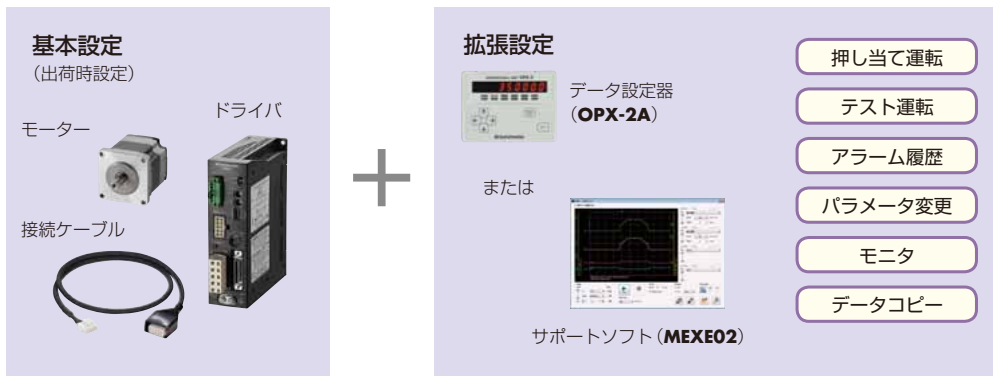 基本設定
(出荷時設定)
モーター
ドライバ
接続ケーブル
拡張設定
データ設定器
(OPX-2A)
または
サポートソフト(MEXE02)
押し当て運転
テスト運転
アラーム履歴
パラメータ変更
モニタ
データコピー